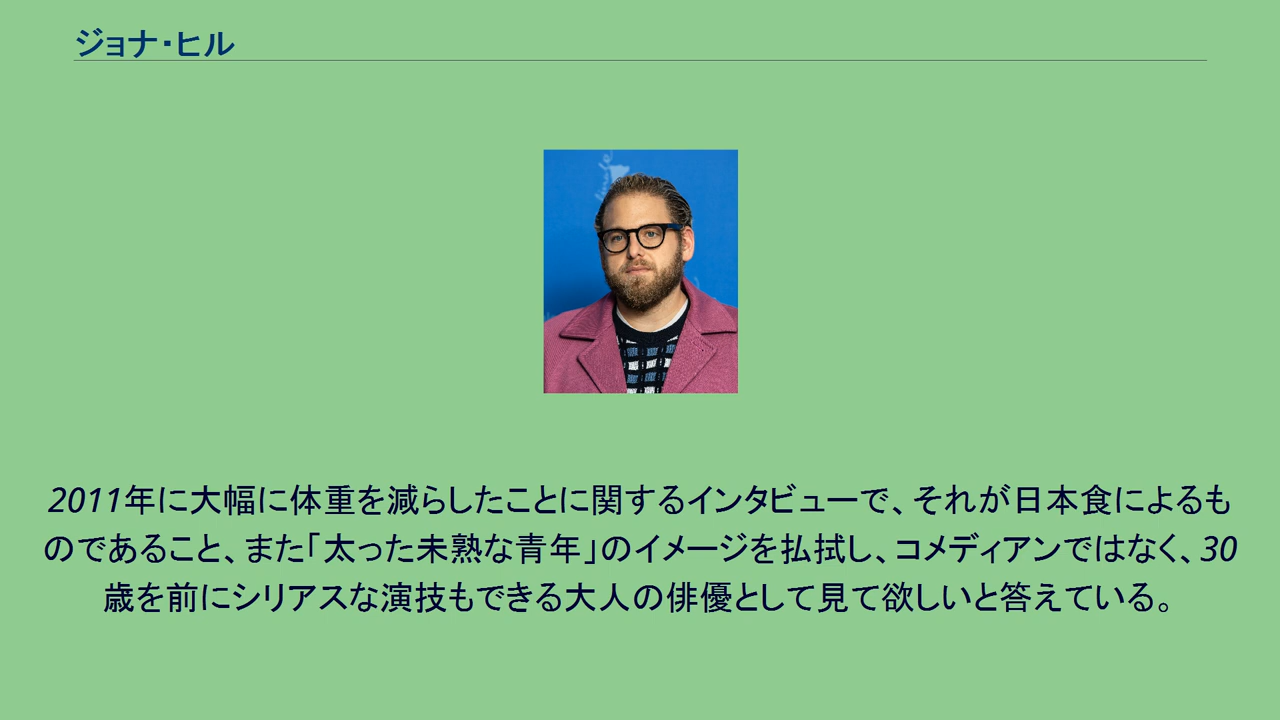 ジョナ・ヒル
2011年に大幅に体重を減らしたことに関するインタビューで、それが日本食によるも
のであること、また「太った未熟な青年」のイメージを払拭し、コメディアンではなく、30
歳を前にシリアスな演技もできる大人の俳優として見て欲しいと答えている。